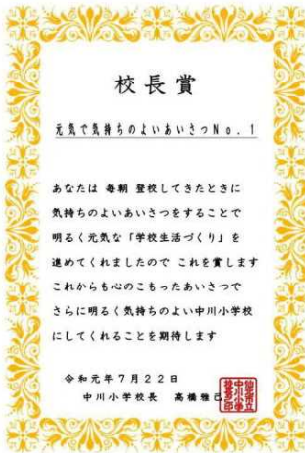 校長賞
元気で気持ちのよいあいさつNo.1
あなたは 毎朝 登校してきたときに
気持ちのよいあいさつをすることで
明るく元気な「学校生活づくり」を
進めてくれましたので これを賞します
これからも心のこもったあいさつで
さらに明るく気持ちのよい中川小学校
にしてくれることを期待します
令和元年7月22日
中川小学校長 高橋雅己